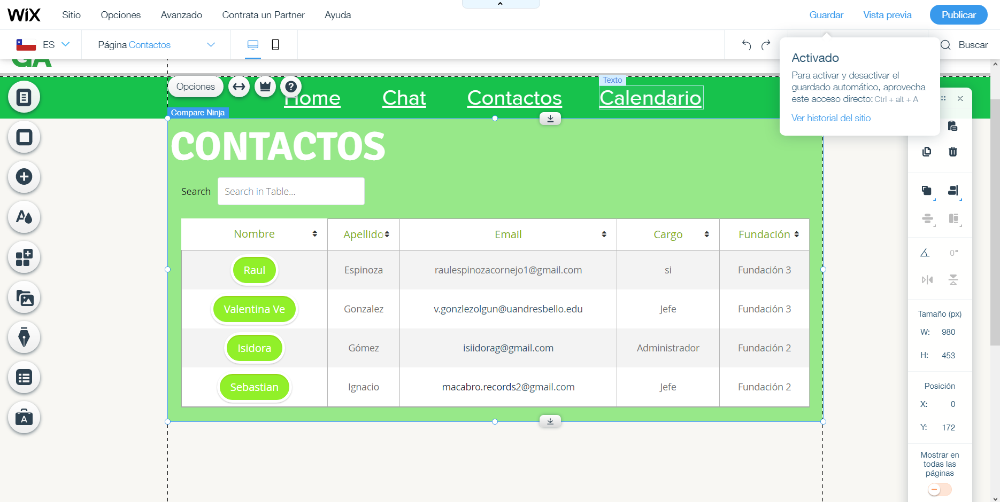 WiX
Sitio
Opciones
Avanzado
Contrata un Partner
Ayuda
Guardar
Vista previa
Publicar
ES
Página Contactos
Buscar
Activado
Para activar y desactivar el
guardado automático, aprovecha
este acceso directo: Ctrl + alt + A
Ver historial del sitio
GA
Opciones
?
Texto
Home
Chat
Contactos
Calendario
Compare Ninja
CONTACTOS
Search
Search in Table...
Nombre
Apellido
Email
Cargo
Fundación
Raul
Espinoza
raulespinozacornejo1@gmail.com
si
Fundación 3
Valentina Ve
Gonzalez
v.gonzlezolgun@uandresbello.edu
Jefe
Fundación 3
Isidora
Gómez
isiidorag@gmail.com
Administrador
Fundación 2
Sebastian
Ignacio
macabro.records2@gmail.com
Jefe
Fundación 2
0°
Tamaño (px)
W: 980
H: 453
Posición
X: 0
Y: 172
Mostrar en
todas las
páginas